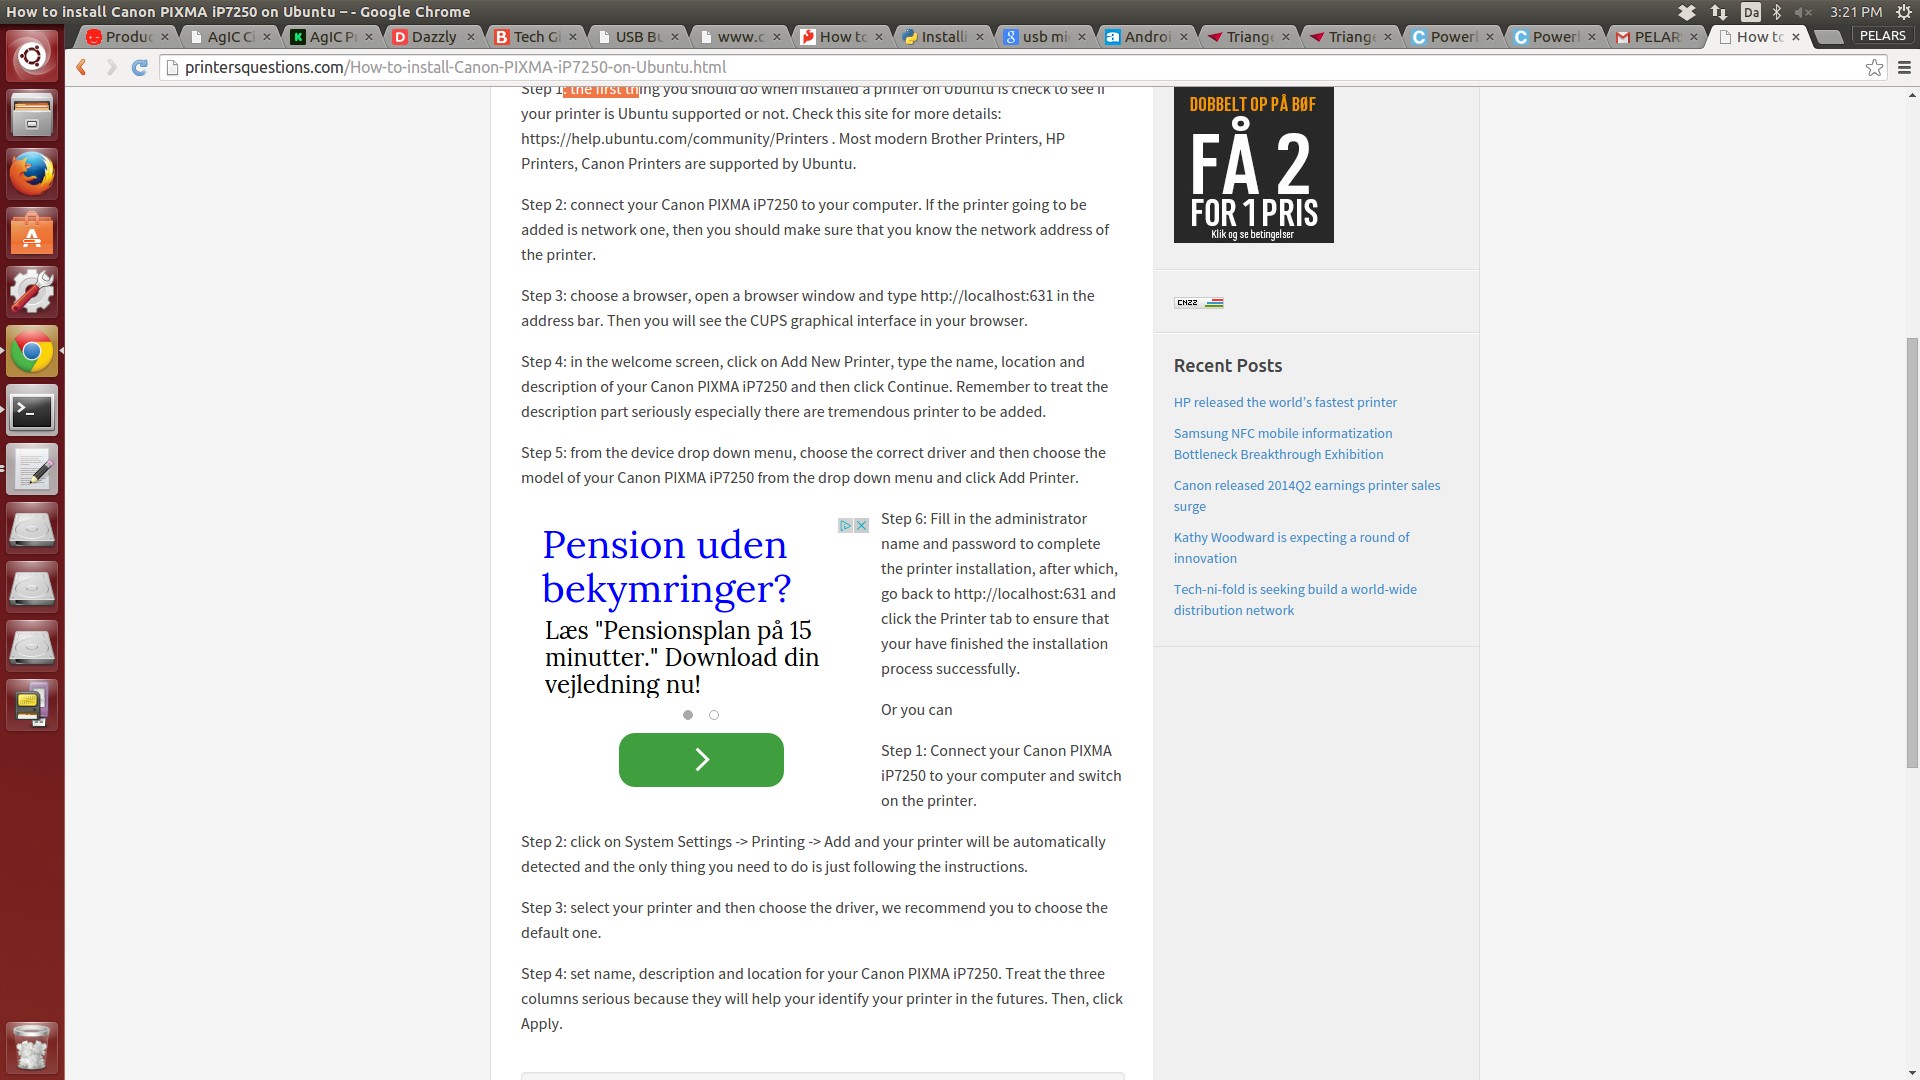 How to install Canon PIXMA iP7250 on Ubuntu – - Google Chrome
Da
3:21 PM
Produc
AgIC Ci
AgIC Pr
Dazzly
Tech Gi
USB Bu
www.c
How to
Installi
usb mi
Androi
Triang
Triang
Powerl
Powerl
PELAR
How to
PELARS
printersquestions.com/How-to-install-Canon-PIXMA-iP7250-on-Ubuntu.html
Step 1: the first thing you should do when installed a printer on Ubuntu is check to see if
your printer is Ubuntu supported or not. Check this site for more details:
https://help.ubuntu.com/community/Printers . Most modern Brother Printers, HP
Printers, Canon Printers are supported by Ubuntu.
Step 2: connect your Canon PIXMA iP7250 to your computer. If the printer going to be
added is network one, then you should make sure that you know the network address of
the printer.
Step 3: choose a browser, open a browser window and type http://localhost:631 in the
address bar. Then you will see the CUPS graphical interface in your browser.
Step 4: in the welcome screen, click on Add New Printer, type the name, location and
description of your Canon PIXMA iP7250 and then click Continue. Remember to treat the
description part seriously especially there are tremendous printer to be added.
Step 5: from the device drop down menu, choose the correct driver and then choose the
model of your Canon PIXMA iP7250 from the drop down menu and click Add Printer.
Pension uden
bekymringer?
Læs "Pensionsplan på 15
minutter." Download din
vejledning nu!
Step 6: Fill in the administrator
name and password to complete
the printer installation, after which,
go back to http://localhost:631 and
click the Printer tab to ensure that
your have finished the installation
process successfully.
Or you can
Step 1: Connect your Canon PIXMA
iP7250 to your computer and switch
on the printer.
Step 2: click on System Settings -> Printing -> Add and your printer will be automatically
detected and the only thing you need to do is just following the instructions.
Step 3: select your printer and then choose the driver, we recommend you to choose the
default one.
Step 4: set name, description and location for your Canon PIXMA iP7250. Treat the three
columns serious because they will help your identify your printer in the futures. Then, click
Apply.
DOBBELT OP PÅ BØF
FÅ 2
FOR 1 PRIS
Klik og se betingelser
CNZZ
Recent Posts
HP released the world's fastest printer
Samsung NFC mobile informatization
Bottleneck Breakthrough Exhibition
Canon released 2014Q2 earnings printer sales
surge
Kathy Woodward is expecting a round of
innovation
Tech-ni-fold is seeking build a world-wide
distribution network